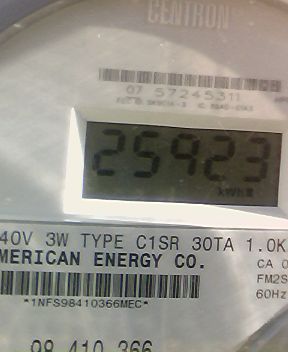 CENTRON
07 57245311
25923
kWh
40V 3W TYPE C1SR 30TA 1.0K
MERICAN ENERGY CO.
CA 0
FM2S
60Hz
*1NFS98410366MEC*
98 410 366